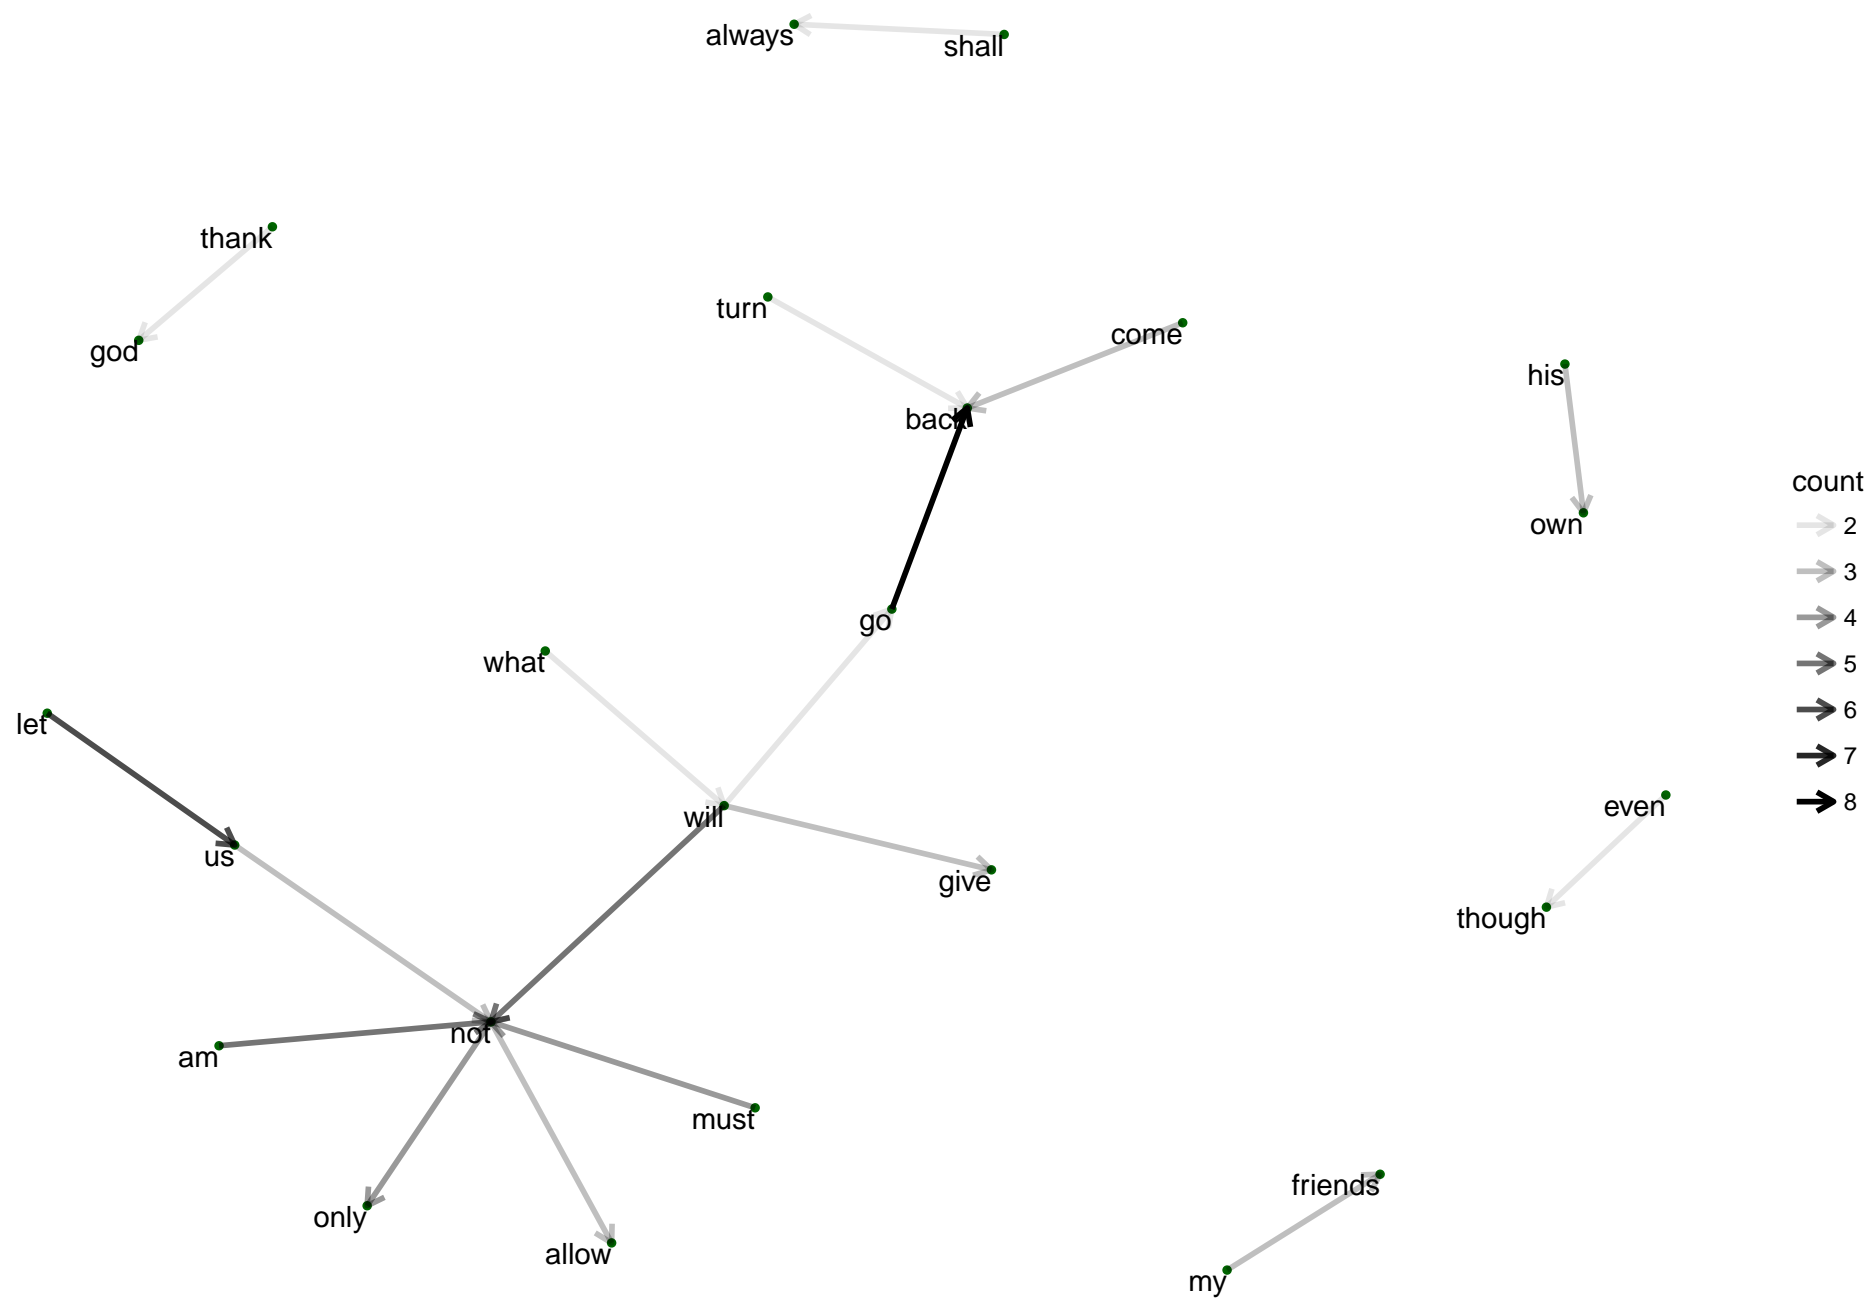 always
shall
thank
god
turn
come
back
his
own
go
what
let
will
us
give
even
though
not
am
must
only
allow
friends
my
count
2
3
4
5
6
7
8